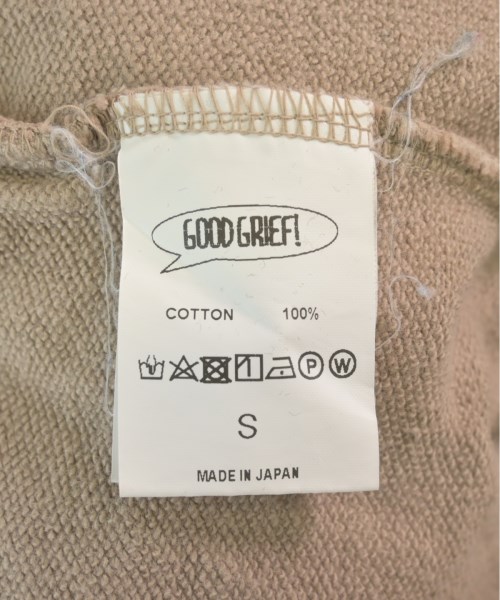 GOOD GRIEF!
COTTON 100%
P W
S
MADE IN JAPAN